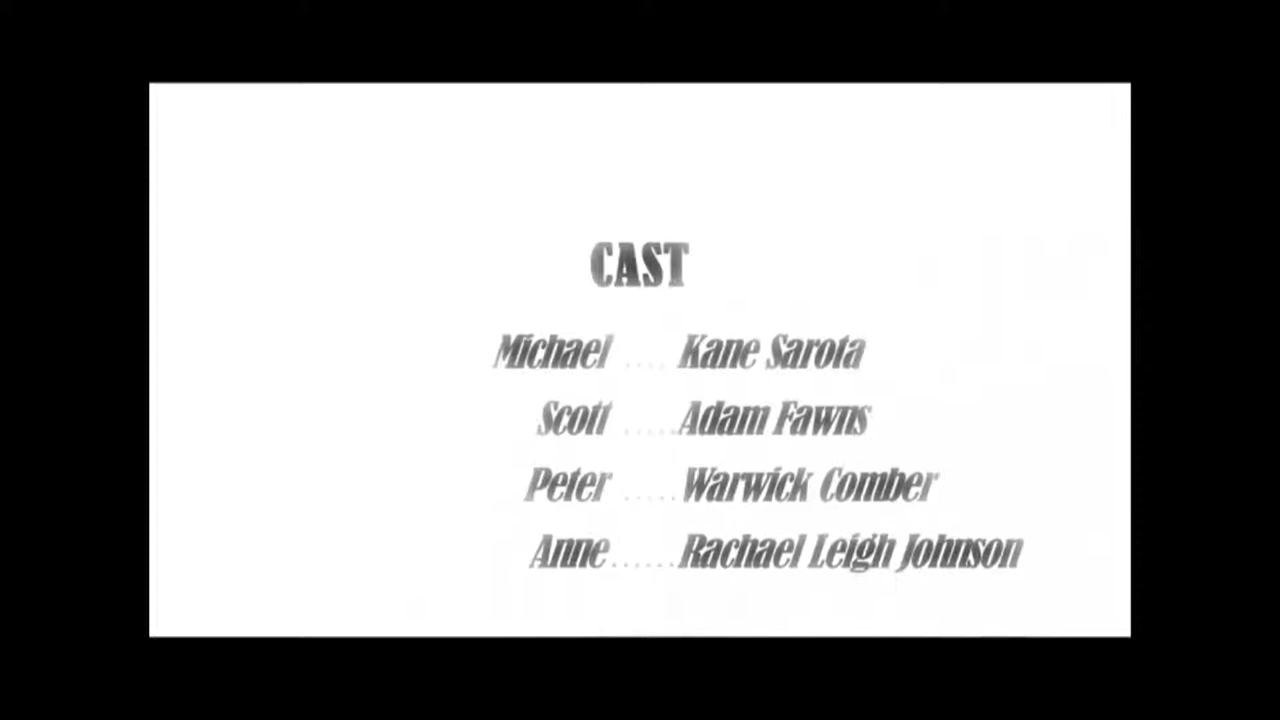 CAST
Michael .... Kane Sarota
Scott .....Adam Fawns
Peter .....Warwick Comber
Anne ......Rachael Leigh Johnson